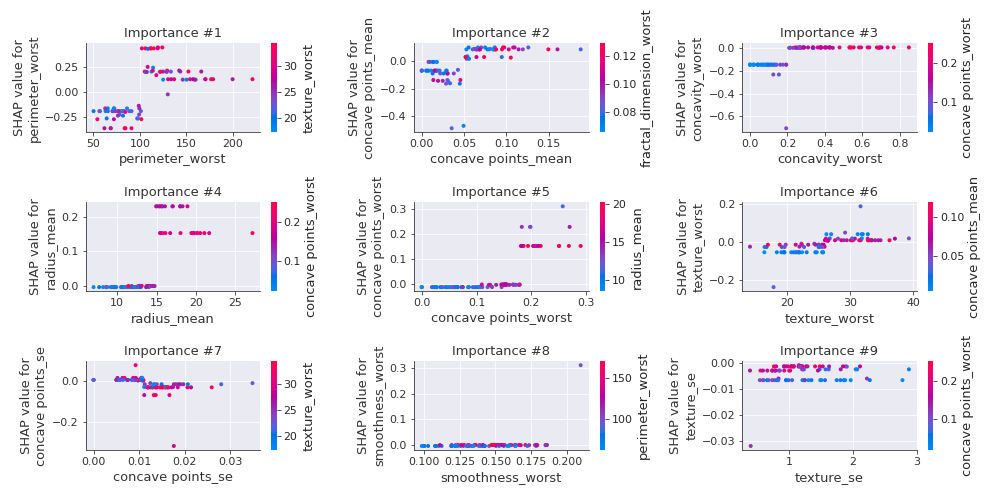 Importance #1
SHAP value for
perimeter_worst
0.25
0.00
−0.25
50
100
150
200
perimeter_worst
30
25
20
texture_worst
Importance #2
SHAP value for
concave points_mean
0.0
−0.2
−0.4
0.00
0.05
0.10
0.15
concave points_mean
0.12
0.10
0.08
fractal_dimension_worst
Importance #3
SHAP value for
concavity_worst
0.0
−0.2
−0.4
−0.6
0.0
0.2
0.4
0.6
0.8
concavity_worst
0.2
0.1
concave points_worst
Importance #4
SHAP value for
radius_mean
0.2
0.1
0.0
10
15
20
25
radius_mean
0.2
0.1
concave points_worst
Importance #5
SHAP value for
concave points_worst
0.3
0.2
0.1
0.0
0.0
0.1
0.2
0.3
concave points_worst
20
15
10
radius_mean
Importance #6
SHAP value for
texture_worst
0.2
0.0
−0.2
20
30
40
texture_worst
0.10
0.05
concave points_mean
Importance #7
SHAP value for
concave points_se
0.0
−0.2
0.00
0.01
0.02
0.03
concave points_se
30
25
20
texture_worst
Importance #8
SHAP value for
smoothness_worst
0.3
0.2
0.1
0.0
0.100
0.125
0.150
0.175
0.200
smoothness_worst
150
100
perimeter_worst
Importance #9
SHAP value for
texture_se
0.00
−0.01
−0.02
−0.03
1
2
3
texture_se
0.2
0.1
concave points_worst